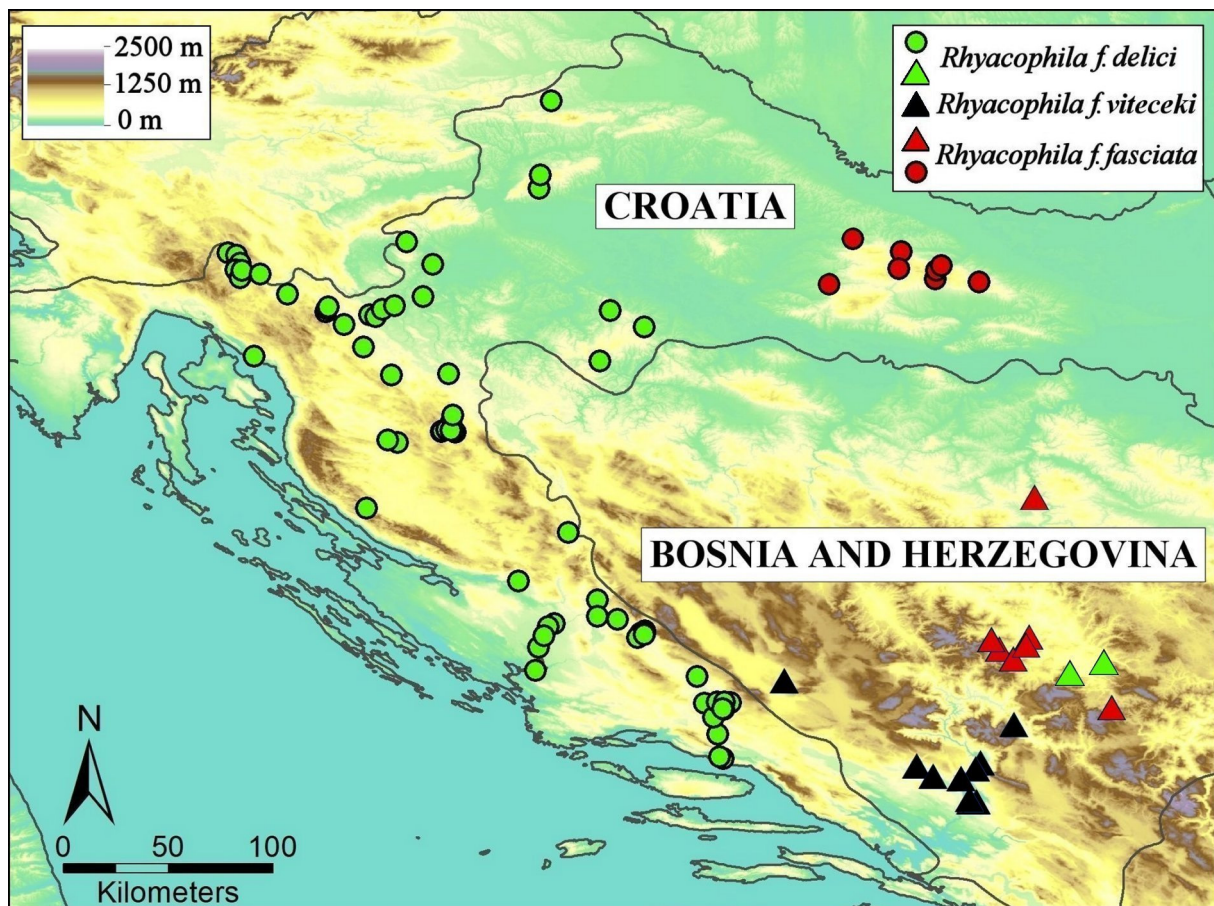 2500 m
1250 m
0 m
Rhyacophila f. delici
Rhyacophila f. viteceki
Rhyacophila f. fasciata
CROATIA
BOSNIA AND HERZEGOVINA
N
0 50 100
Kilometers